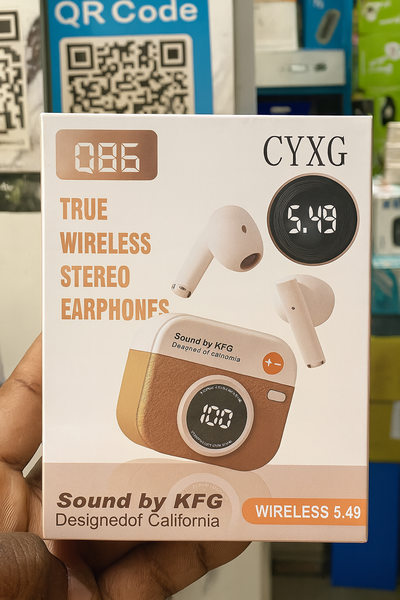 QR Code
Q86
CYXG
TRUE
WIRELESS
STEREO
EARPHONES
5.49
Sound by KFG
Deagned of calnomia
+-
100
Sound by KFG
Designedof California
WIRELESS 5.49